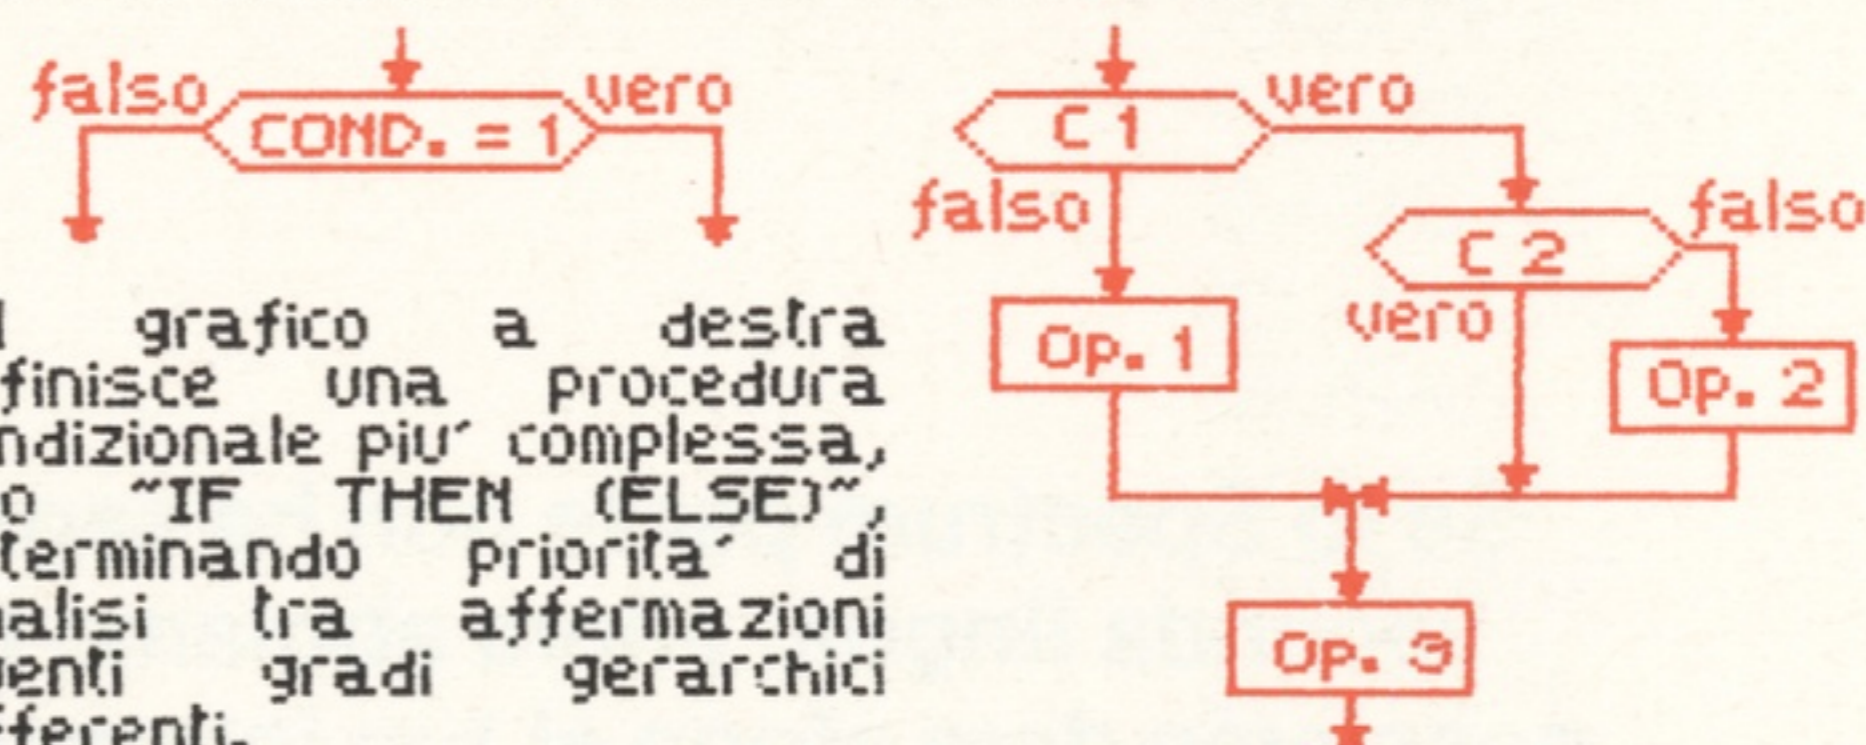 falso
COND. = 1
vero
C 1
vero
falso
C 2
falso
vero
Op. 1
Op. 2
Op. 3
grafico a destra
finisce una procedura
ndizionale piu´ complessa,
o "IF THEN (ELSE)",
terminando priorita´ di
alisi tra affermazioni
enti gradi gerarchici
fferenti.